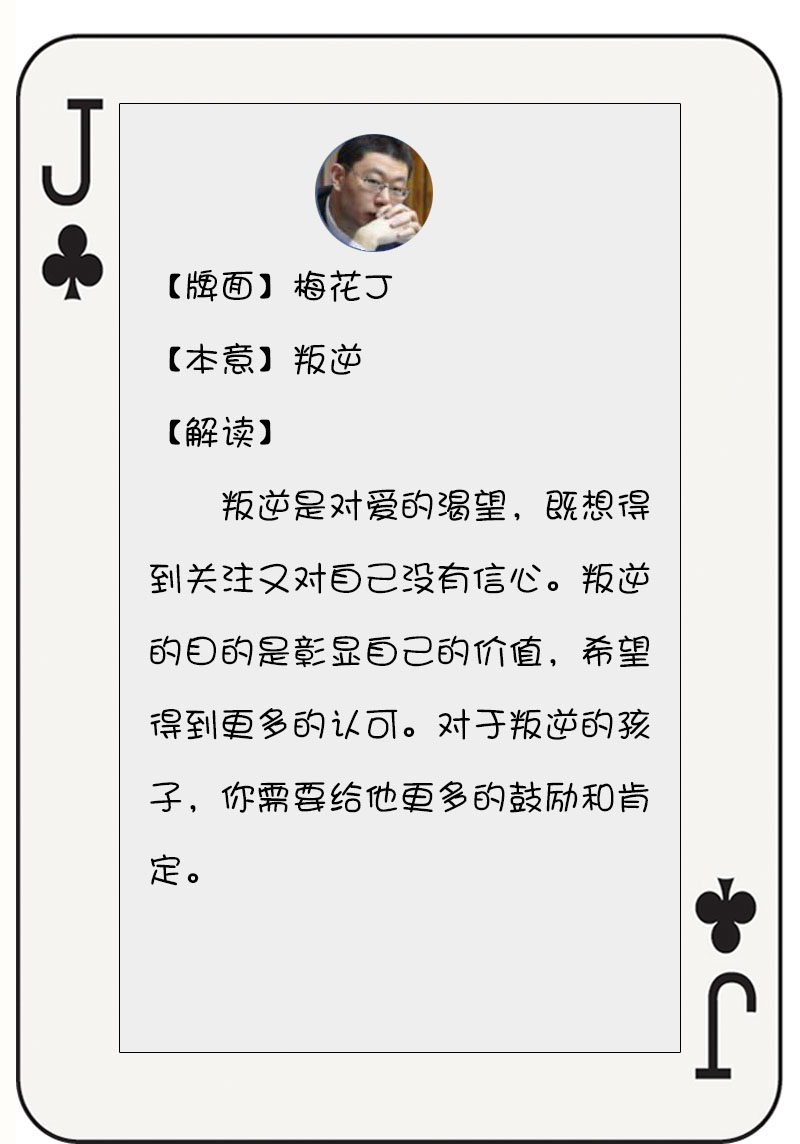 J
【牌面】梅花丁
【本意】叛逆
【解读】
叛逆是对爱的渴望，既想得
到关注又对自己没有信心。叛逆
的目的是彰显自己的价值，希望
得到更多的认可。对于叛逆的孩
子，你需要给他更多的鼓励和肯
定。
J